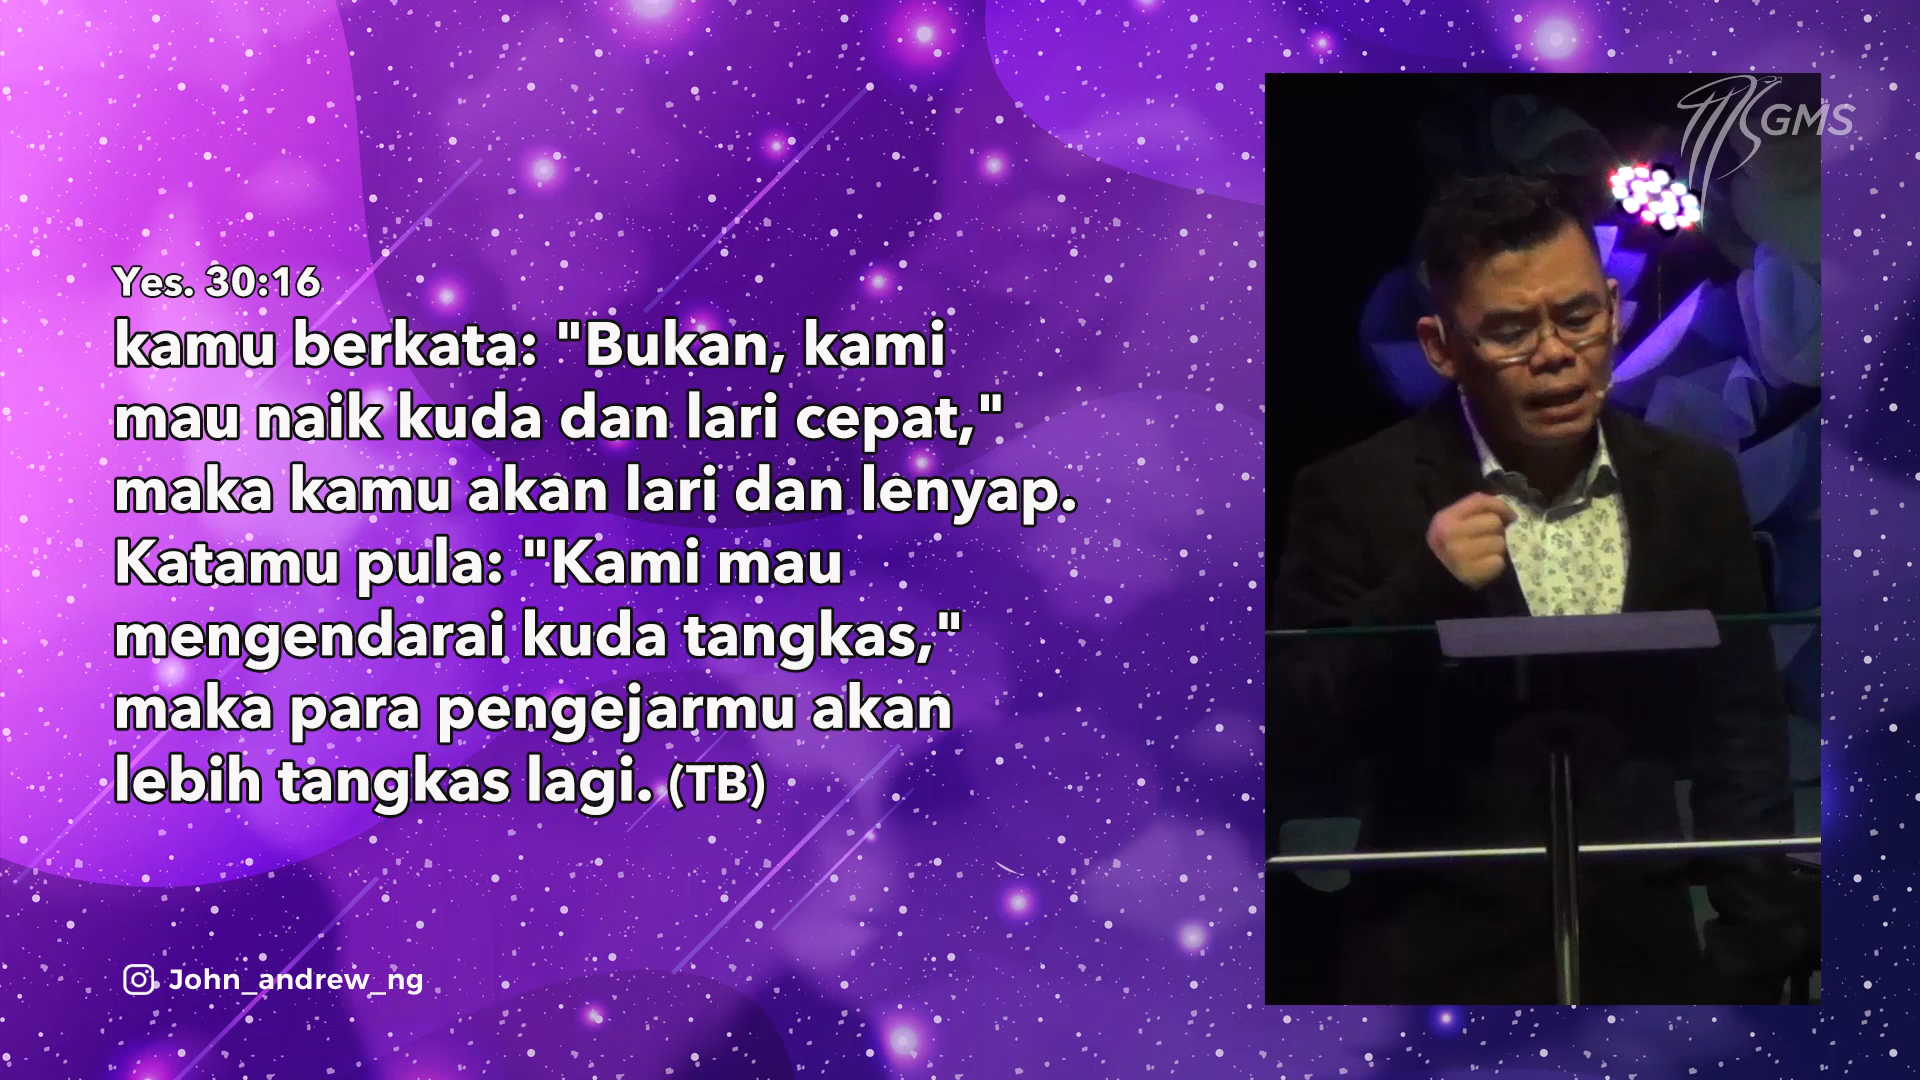 GMS
Yes. 30:16
kamu berkata: "Bukan, kami
mau naik kuda dan lari cepat,"
maka kamu akan lari dan lenyap.
Katamu pula: "Kami mau
mengendarai kuda tangkas,"
maka para pengejarmu akan
lebih tangkas lagi. (TB)
John_andrew_ng